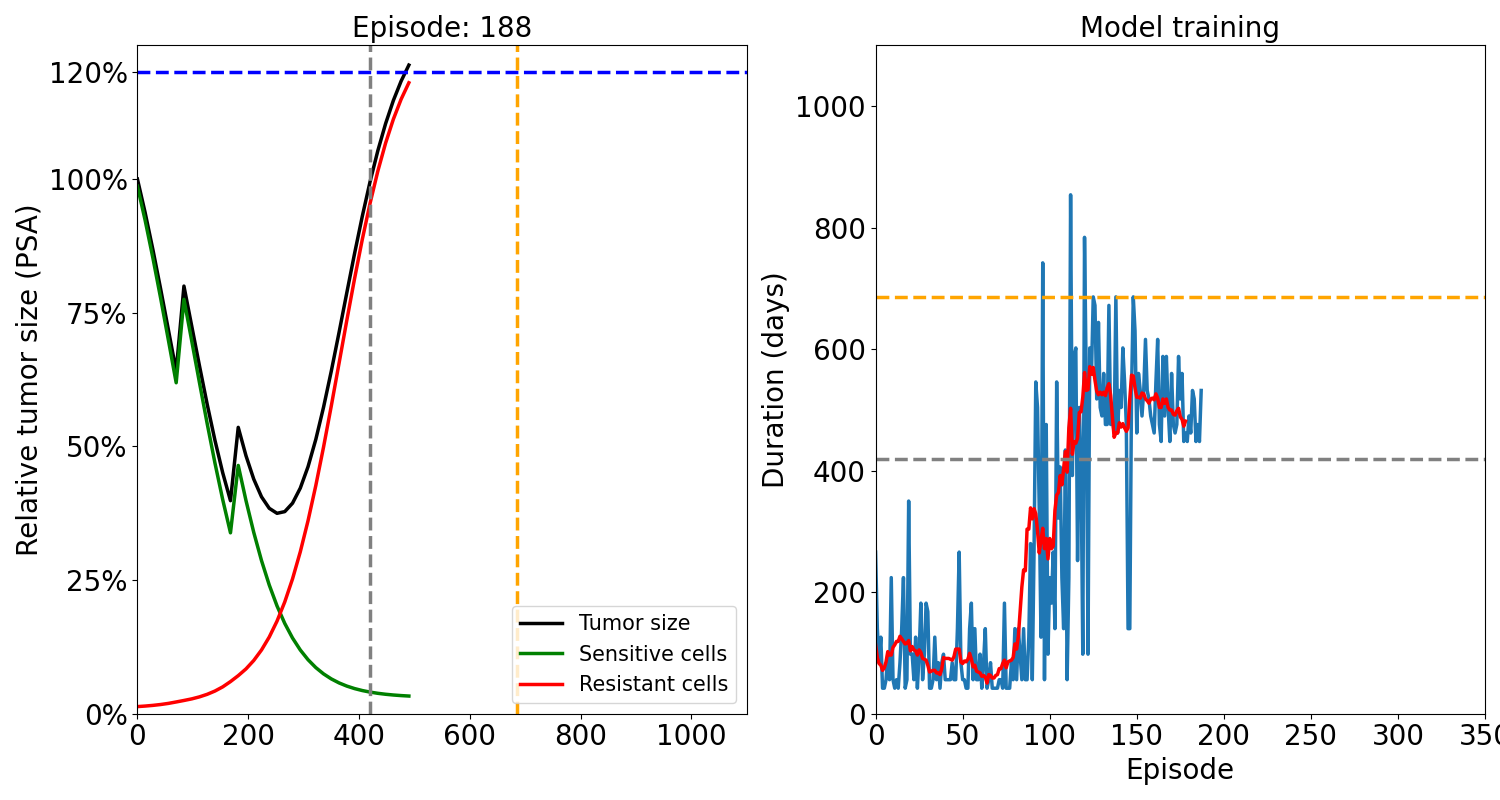 Episode: 188
Relative tumor size (PSA)
120%
100%
75%
50%
25%
0%
0 200 400 600 800 1000
Tumor size
Sensitive cells
Resistant cells
Model training
Duration (days)
1000
800
600
400
200
0
0 50 100 150 200 250 300 350
Episode